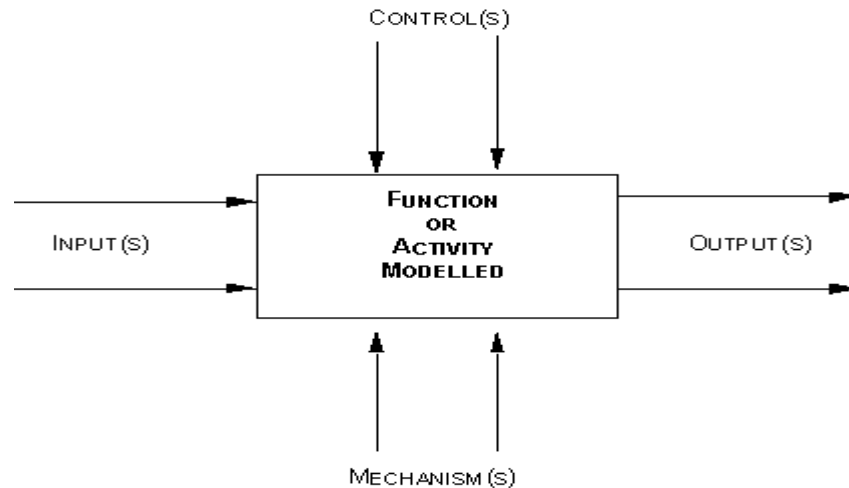 CONTROL(S)
FUNCTION
OR
ACTIVITY
MODELLED
INPUT(S)
OUTPUT(S)
MECHANISM(S)